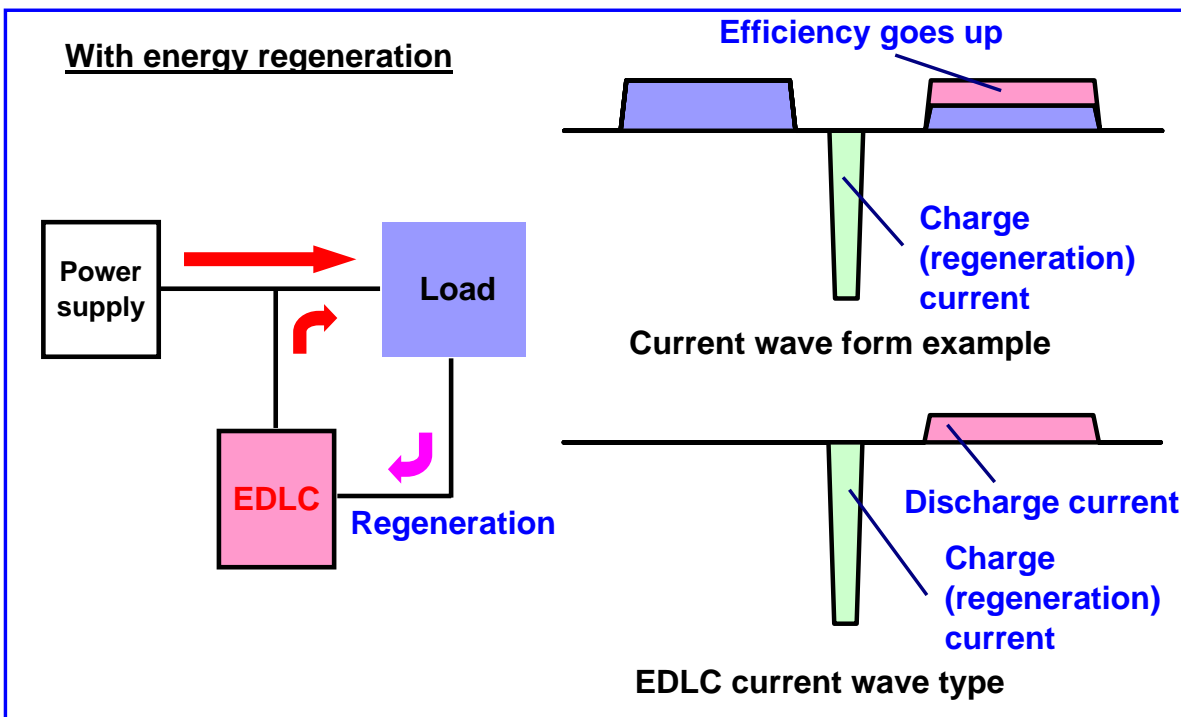 With energy regeneration
Efficiency goes up
Power
supply
Load
EDLC
Regeneration
Charge
(regeneration)
current
Current wave form example
Discharge current
Charge
(regeneration)
current
EDLC current wave type